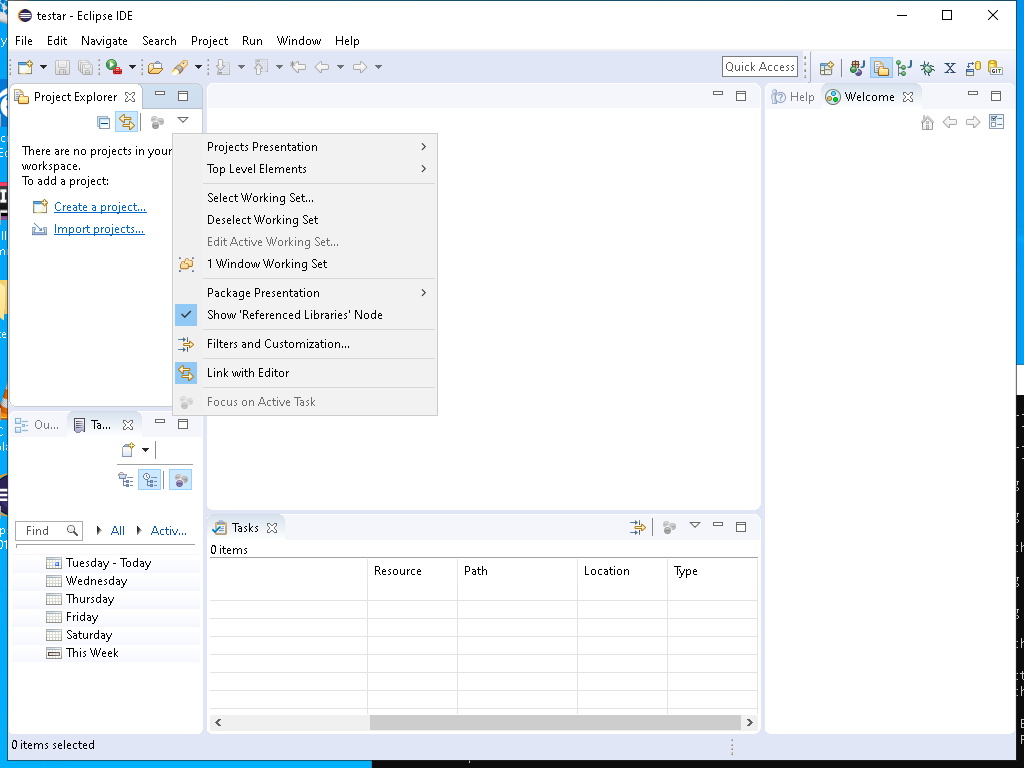 testar - Eclipse IDE
File Edit Navigate Search Project Run Window Help
Quick Access
Project Explorer
Help
Welcome
There are no projects in your
workspace.
To add a project:
Create a project...
Import projects...
Projects Presentation
Top Level Elements
Select Working Set...
Deselect Working Set
Edit Active Working Set...
1 Window Working Set
Package Presentation
Show 'Referenced Libraries' Node
Filters and Customization...
Link with Editor
Focus on Active Task
Ou...
Ta...
Find
All
Activ...
Tuesday - Today
Wednesday
Thursday
Friday
Saturday
This Week
Tasks
0 items
Resource Path Location Type
0 items selected